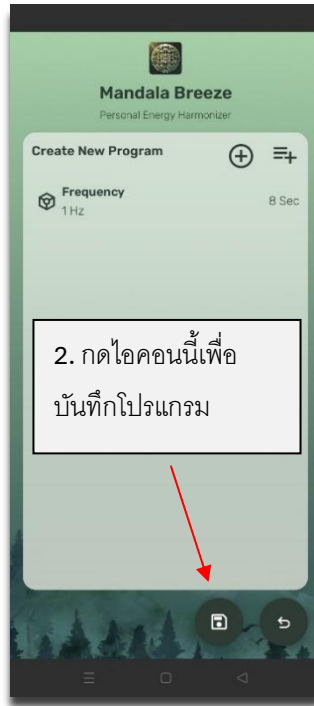 Mandala Breeze
Personal Energy Harmonizer
Create New Program
Frequency
1 Hz
8 Sec
2. กดไอคอนนี้เพื่อ
บันทึกโปรแกรม